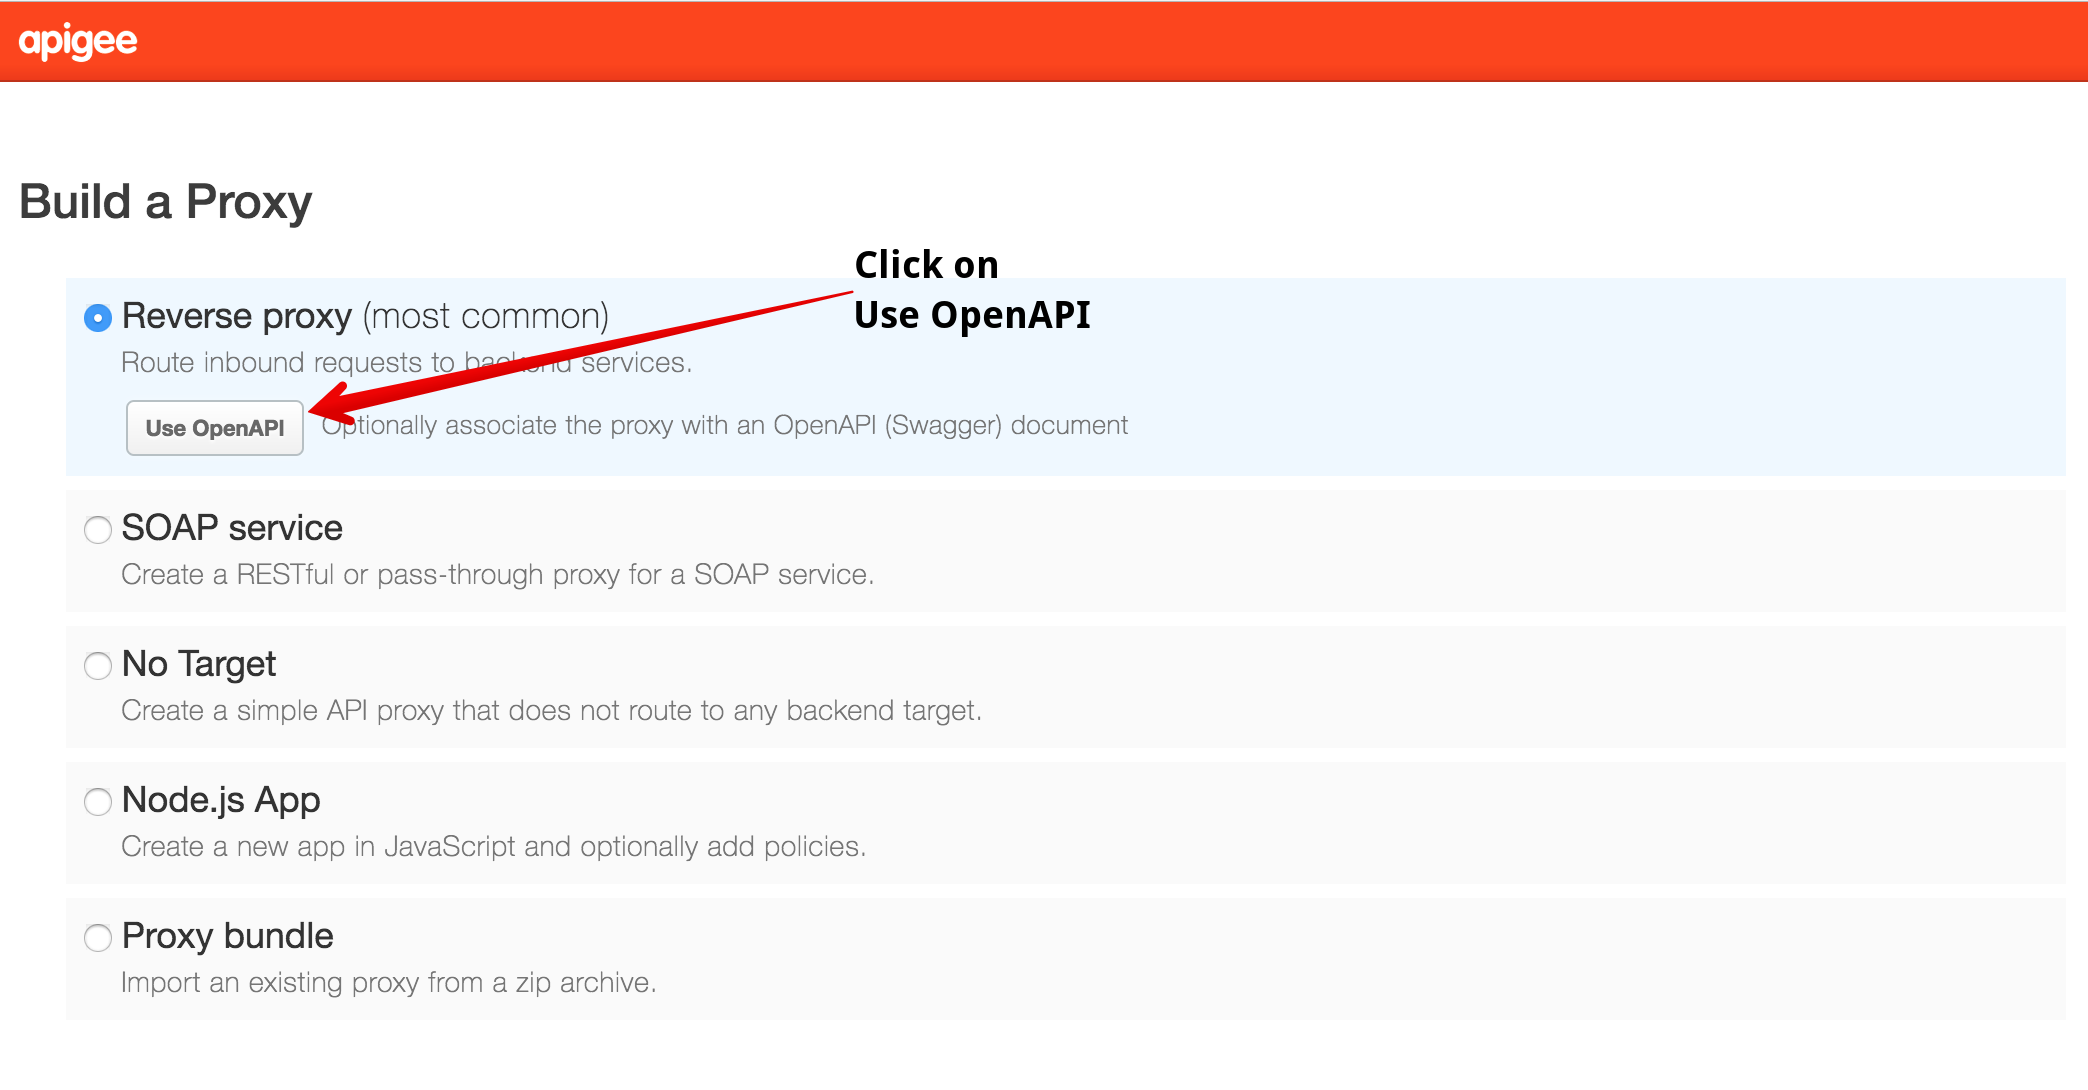 apigee
Build a Proxy
Click on
Use OpenAPI
Reverse proxy (most common)
Route inbound requests to backend services.
Use OpenAPI Optionally associate the proxy with an OpenAPI (Swagger) document
SOAP service
Create a RESTful or pass-through proxy for a SOAP service.
No Target
Create a simple API proxy that does not route to any backend target.
Node.js App
Create a new app in JavaScript and optionally add policies.
Proxy bundle
Import an existing proxy from a zip archive.